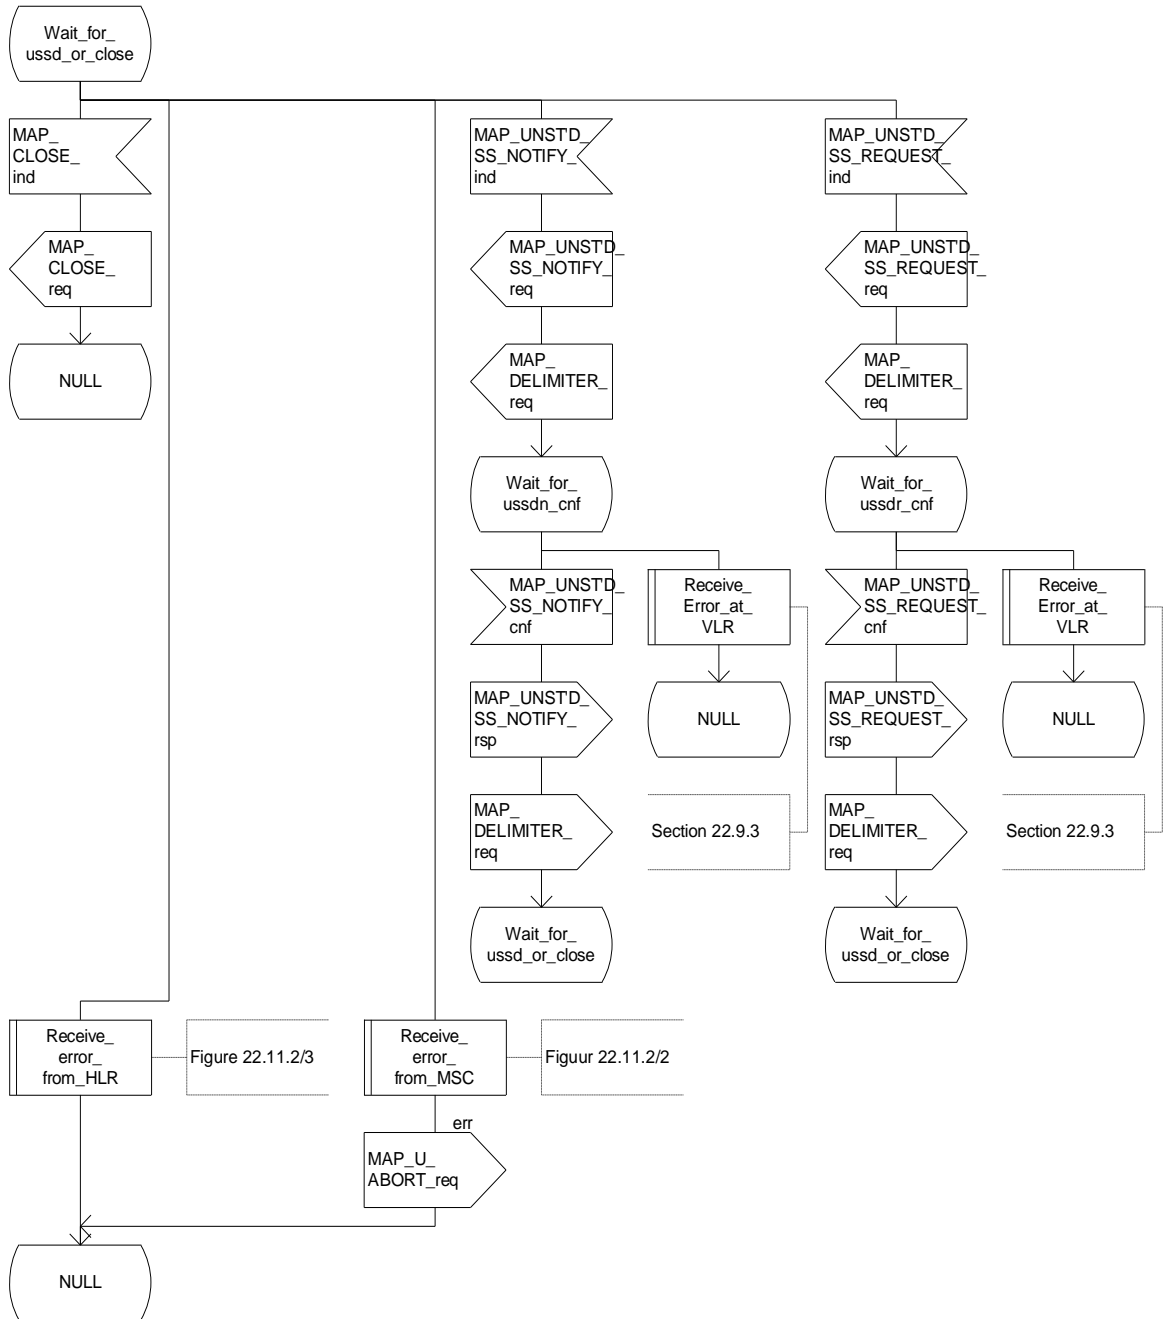 Wait_for_
ussd_or_close
MAP_
CLOSE_
ind
MAP_UNST'D_
SS_NOTIFY_
ind
MAP_UNST'D_
SS_REQUEST_
ind
MAP_
CLOSE_
req
MAP_UNST'D_
SS_NOTIFY_
req
MAP_UNST'D_
SS_REQUEST_
req
NULL
MAP_
DELIMITER_
req
MAP_
DELIMITER_
req
Wait_for_
ussdn_cnf
Wait_for_
ussdr_cnf
MAP_UNST'D_
SS_NOTIFY_
cnf
Receive_
Error_at_
VLR
MAP_UNST'D_
SS_REQUEST_
cnf
Receive_
Error_at_
VLR
MAP_UNST'D_
SS_NOTIFY_
rsp
NULL
MAP_UNST'D_
SS_REQUEST_
rsp
NULL
MAP_
DELIMITER_
req
Section 22.9.3
MAP_
DELIMITER_
req
Section 22.9.3
Wait_for_
ussd_or_close
Wait_for_
ussd_or_close
Receive_
error_
from_HLR
Figure 22.11.2/3
Receive_
error_
from_MSC
Figuur 22.11.2/2
err
MAP_U_
ABORT_req
NULL